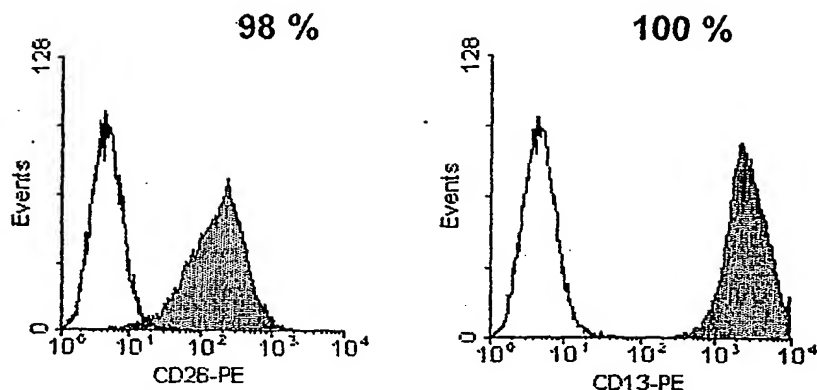 98 %
128
Events
0
10⁰ 10¹ 10² 10³ 10⁴
CD26-PE
100 %
128
Events
0
10⁰ 10¹ 10² 10³ 10⁴
CD13-PE